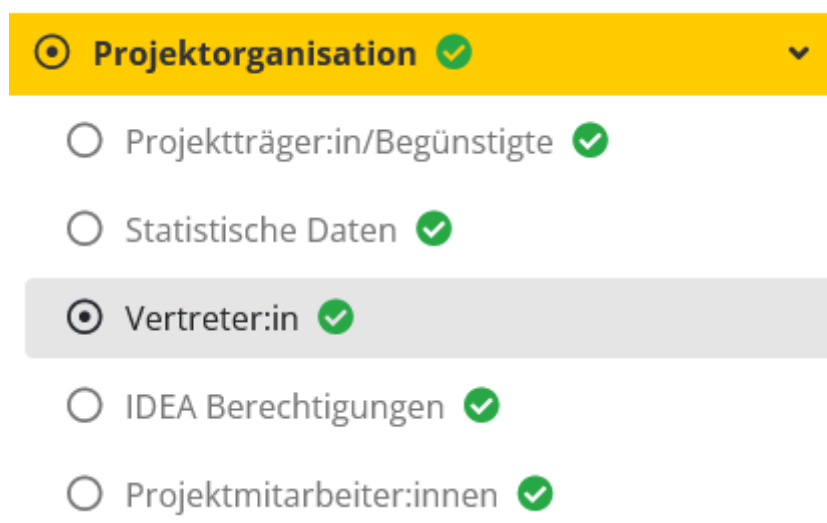 Projektorganisation
Projektträger:in/Begünstigte
Statistische Daten
Vertreter:in
IDEA Berechtigungen
Projektmitarbeiter:innen